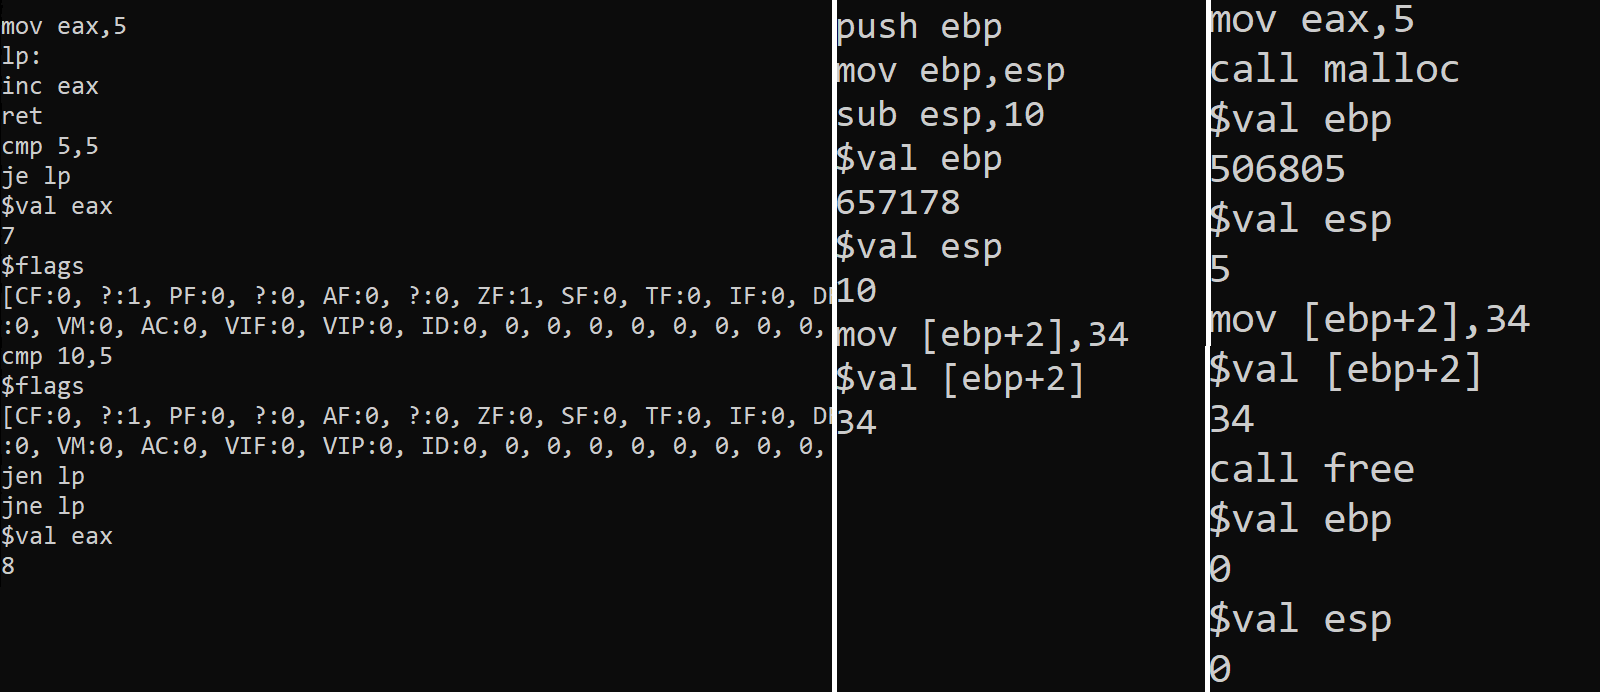 mov eax,5
lp:
inc eax
ret
cmp 5,5
je lp
$val eax
7
$flags
[CF:0, ?:1, PF:0, ?:0, AF:0, ?:0, ZF:1, SF:0, TF:0, IF:0,
:0, VM:0, AC:0, VIF:0, VIP:0, ID:0, 0, 0, 0, 0, 0, 0, 0, 0,
cmp 10,5
$flags
[CF:0, ?:1, PF:0, ?:0, AF:0, ?:0, ZF:0, SF:0, TF:0, IF:0,
:0, VM:0, AC:0, VIF:0, VIP:0, ID:0, 0, 0, 0, 0, 0, 0, 0, 0,
jen lp
jne lp
$val eax
8
push ebp
mov ebp,esp
sub esp,10
$val ebp
657178
$val esp
10
mov [ebp+2],34
$val [ebp+2]
34
mov eax,5
call malloc
$val ebp
506805
$val esp
5
mov [ebp+2],34
$val [ebp+2]
34
call free
$val ebp
0
$val esp
0